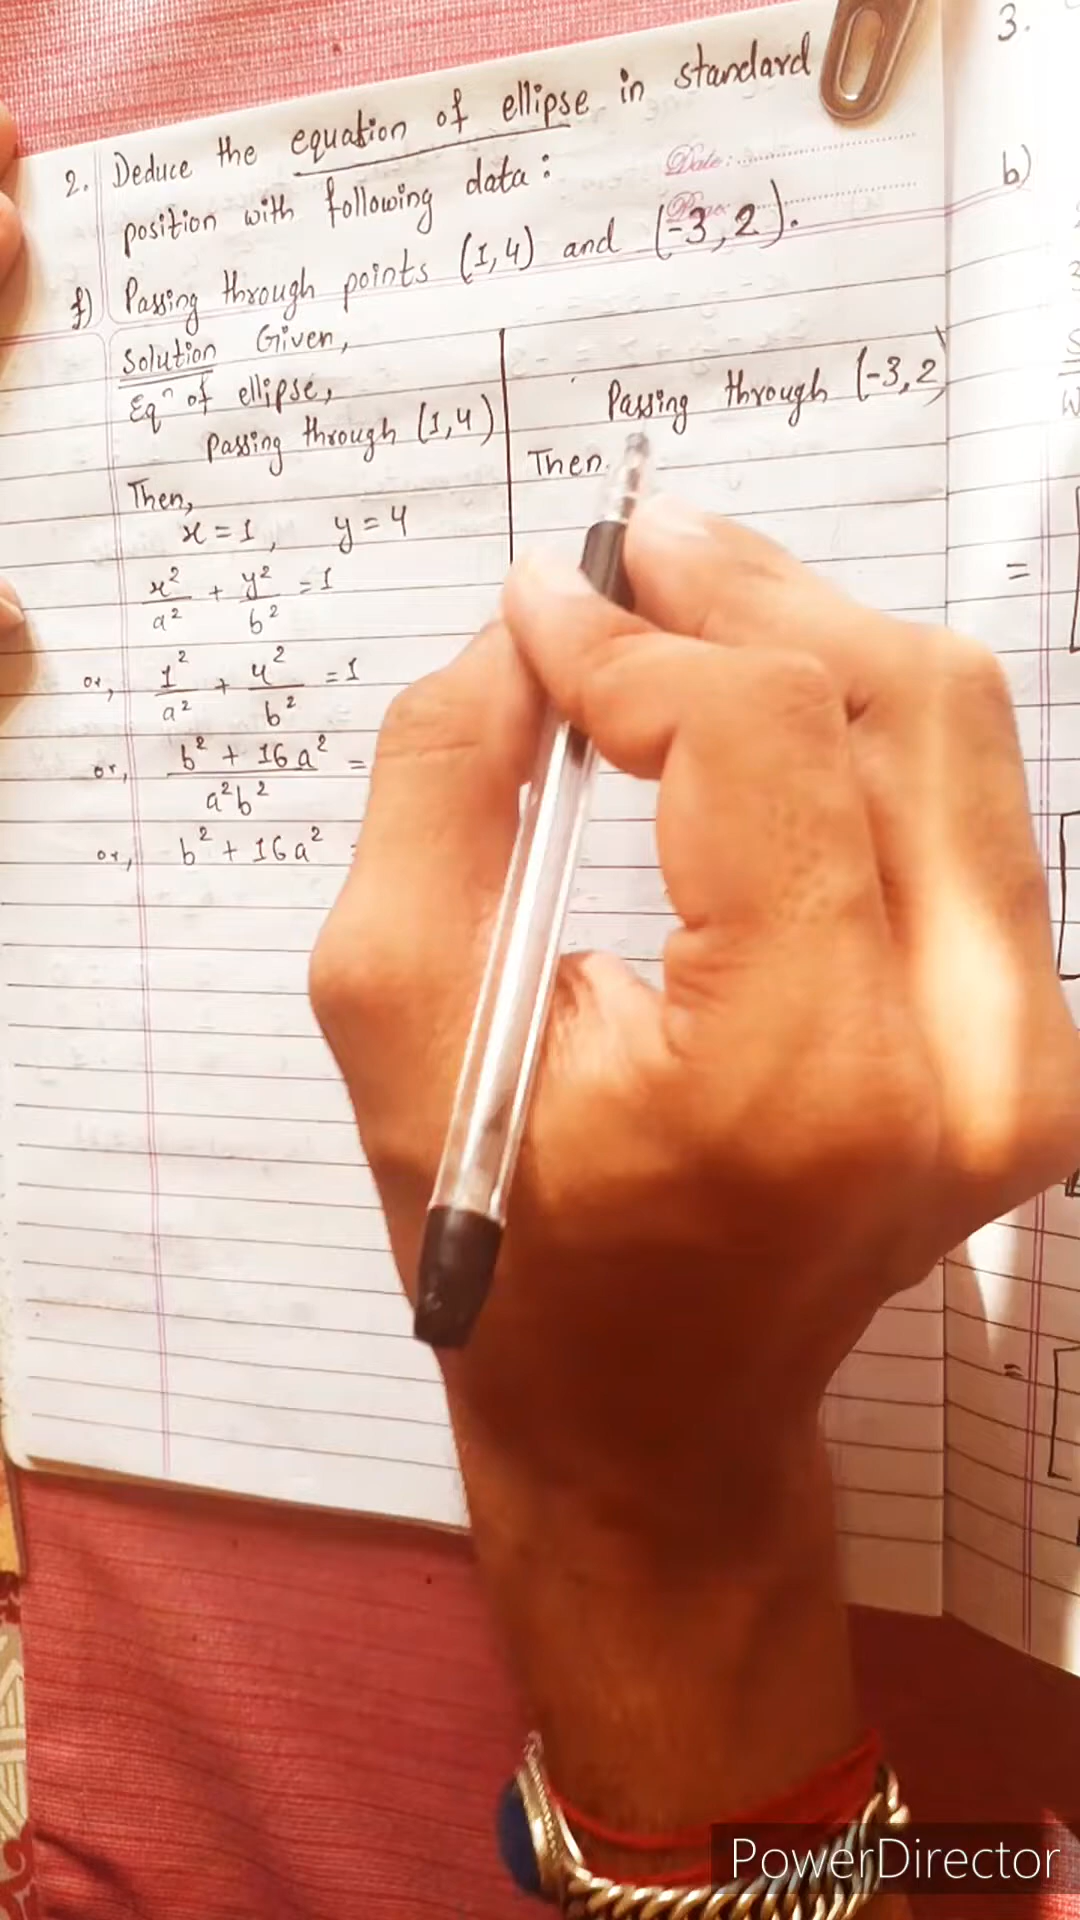 2. Deduce the equation of ellipse in standard
position with following data:
Date:
f) Passing through points (1,4) and (-3,2).
Solution Given,
Eqⁿ of ellipse,
Passing through (1,4)
Then,
x = 1, y = 4
x²/a² + y²/b² = 1
or, 1²/a² + 4²/b² = 1
or, b² + 16a²/a²b² =
or, b² + 16a²
Passing through (-3,2
Then
3.
b)
=
=
PowerDirector